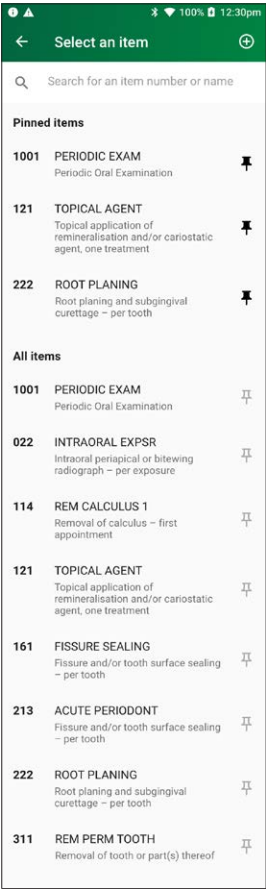 100% 12:30pm
Select an item
Search for an item number or name
Pinned items
1001 PERIODIC EXAM
Periodic Oral Examination
121 TOPICAL AGENT
Topical application of
remineralisation and/or cariostatic
agent, one treatment
222 ROOT PLANING
Root planing and subgingival
curettage – per tooth
All items
1001 PERIODIC EXAM
Periodic Oral Examination
022 INTRAORAL EXPSR
Intraoral periapical or bitewing
radiograph – per exposure
114 REM CALCULUS 1
Removal of calculus – first
appointment
121 TOPICAL AGENT
Topical application of
remineralisation and/or cariostatic
agent, one treatment
161 FISSURE SEALING
Fissure and/or tooth surface sealing
– per tooth
213 ACUTE PERIODONT
Fissure and/or tooth surface sealing
– per tooth
222 ROOT PLANING
Root planing and subgingival
curettage – per tooth
311 REM PERM TOOTH
Removal of tooth or part(s) thereof